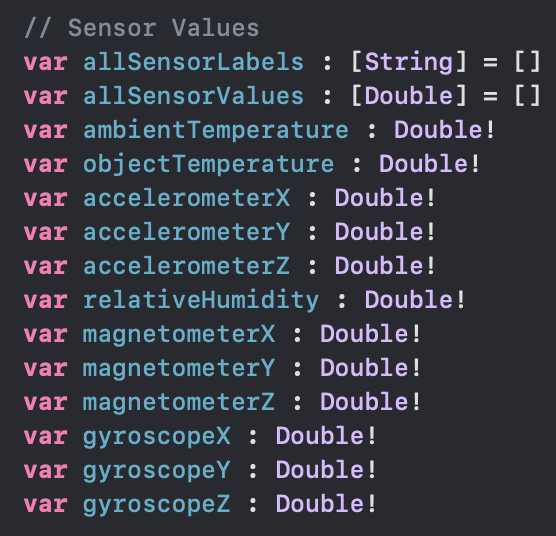 // Sensor Values
var allSensorLabels : [String] = []
var allSensorValues : [Double] = []
var ambientTemperature : Double!
var objectTemperature : Double!
var accelerometerX : Double!
var accelerometerY : Double!
var accelerometerZ : Double!
var relativeHumidity : Double!
var magnetometerX : Double!
var magnetometerY : Double!
var magnetometerZ : Double!
var gyroscopeX : Double!
var gyroscopeY : Double!
var gyroscopeZ : Double!